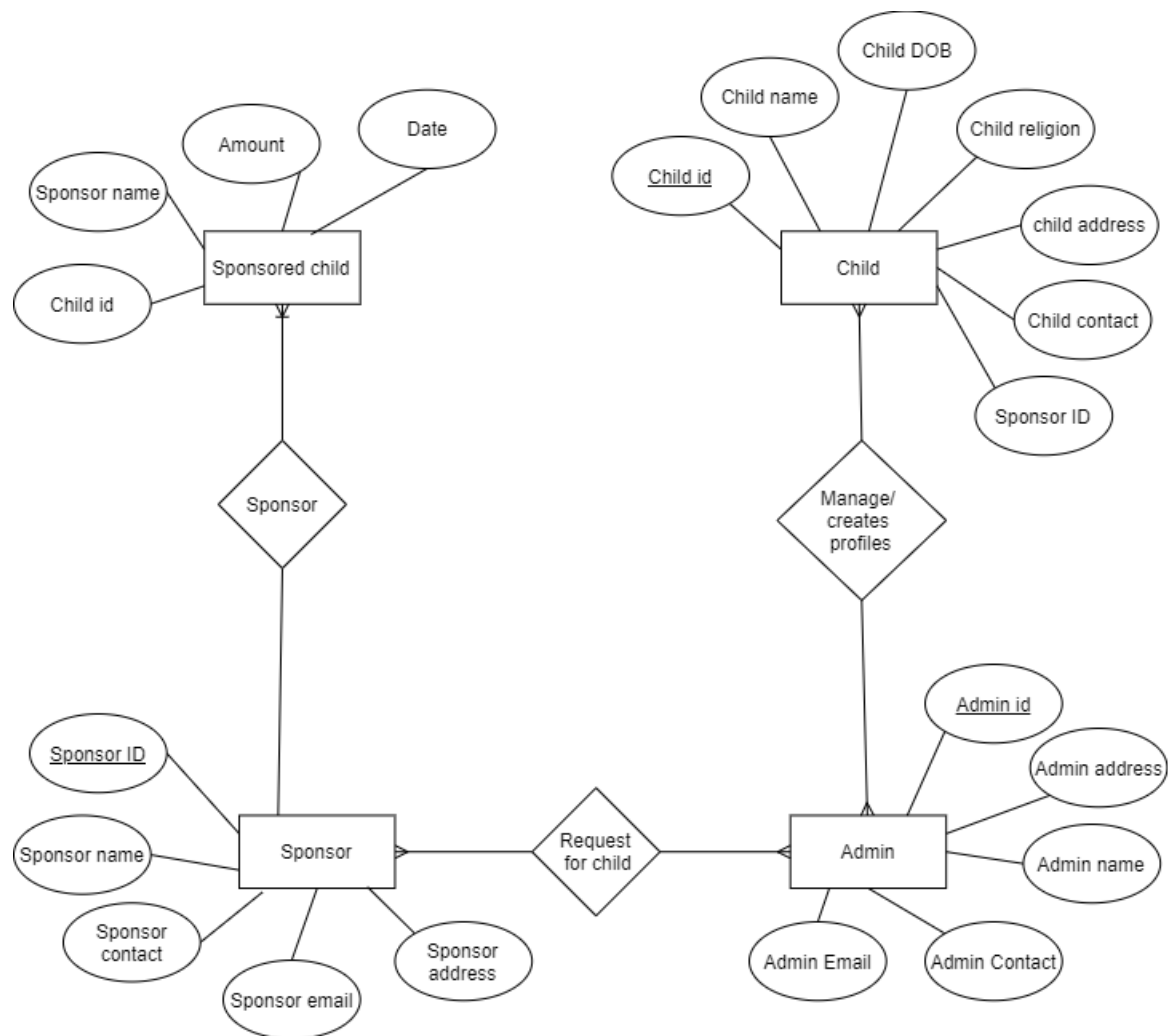 Child DOB
Child name
Date
Child religion
Amount
Child id
Sponsor name
child address
Sponsored child
Child
Child id
Child contact
Sponsor ID
Sponsor
Manage/
creates
profiles
Admin id
Sponsor ID
Admin address
Request
for child
Sponsor name
Sponsor
Admin
Admin name
Sponsor
contact
Sponsor
address
Admin Email
Admin Contact
Sponsor email